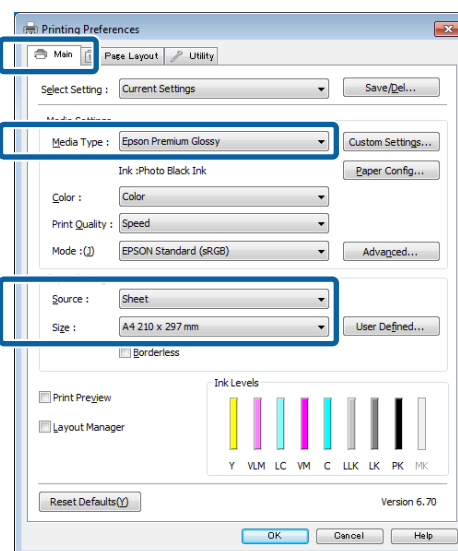 Printing Preferences
Main Page Layout Utility
Select Setting : Current Settings Save/Del...
Media Settings
Media Type : Epson Premium Glossy Custom Settings...
Ink :Photo Black Ink Paper Config...
Color : Color
Print Quality : Speed
Mode :(J) EPSON Standard (sRGB) Advanced...
Source : Sheet
Size : A4 210 x 297 mm User Defined...
Borderless
Ink Levels
Print Preview
Layout Manager
Y VLM LC VM C LLK LK PK MK
Reset Defaults(Y) Version 6.70
OK Cancel Help